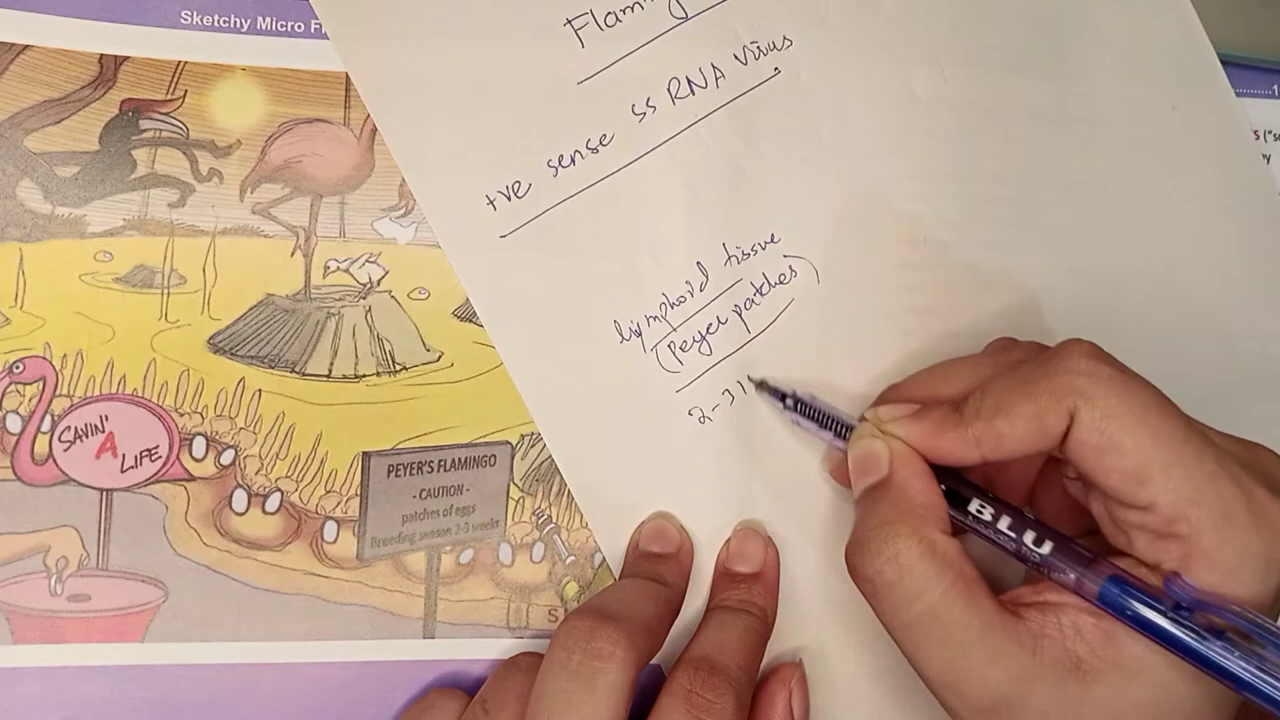 Sketchy Micro
+ve sense ss RNA Virus
lymphoid tissue
(Peyer patches)
2-3
SAVIN'
A
LIFE
PEYER'S FLAMINGO
- CAUTION -
patches of eggs
Breeding season 2-3 weeks
BLU